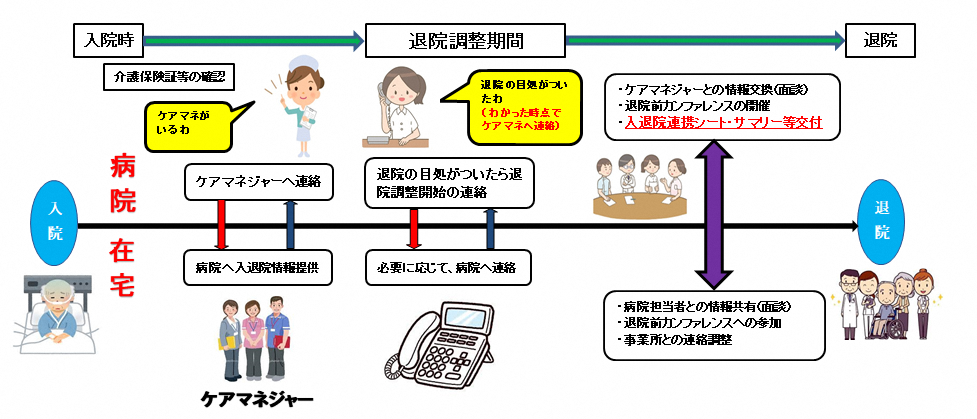 入院時
退院調整期間
退院
介護保険証等の確認
ケアマネが
いるわ
退院の目処がつい
たわ
（わかった時点で
ケアマネへ連絡）
・ケアマネジャーとの情報交換（面談）
・退院前カンファレンスの開催
・入退院連携シート・サマリー等交付
病院
ケアマネジャーへ連絡
退院の目処がついたら退
院調整開始の連絡
入院
退院
在宅
病院へ入退院情報提供
必要に応じて、病院へ連絡
・病院担当者との情報共有（面談）
・退院前カンファレンスへの参加
・事業所との連絡調整
ケアマネジャー